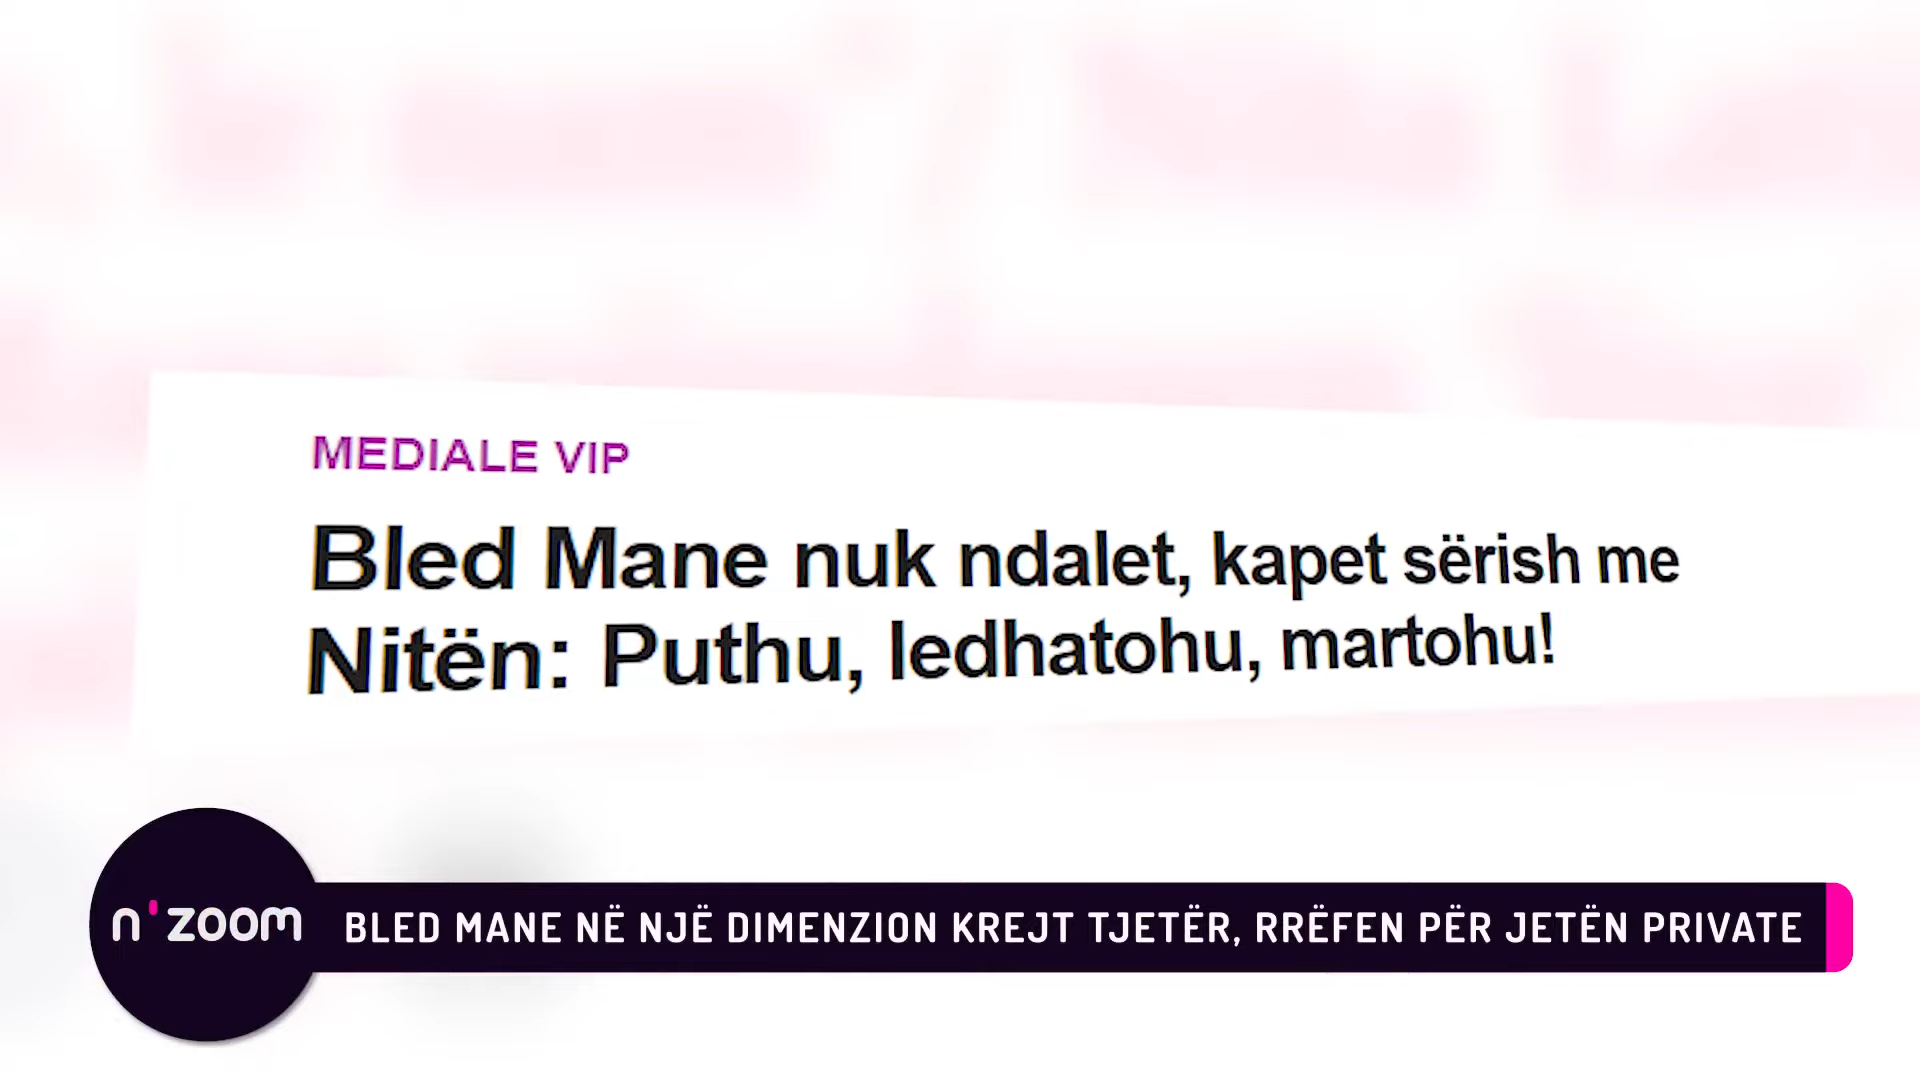 MEDIALE VIP
Bled Mane nuk ndalet, kapet sërish me
Nitën: Puthu, ledhatohu, martohu!
n'zoom
BLED MANE NË NJË DIMENZION KREJT TJETËR, RRËFEN PËR JETËN PRIVATE